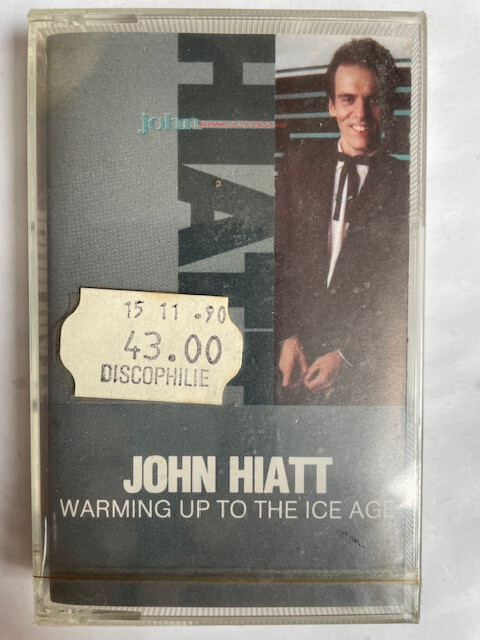 john
HIATT
15 11 .90
43.00
DISCOPHILIE
JOHN HIATT
WARMING UP TO THE ICE AGE